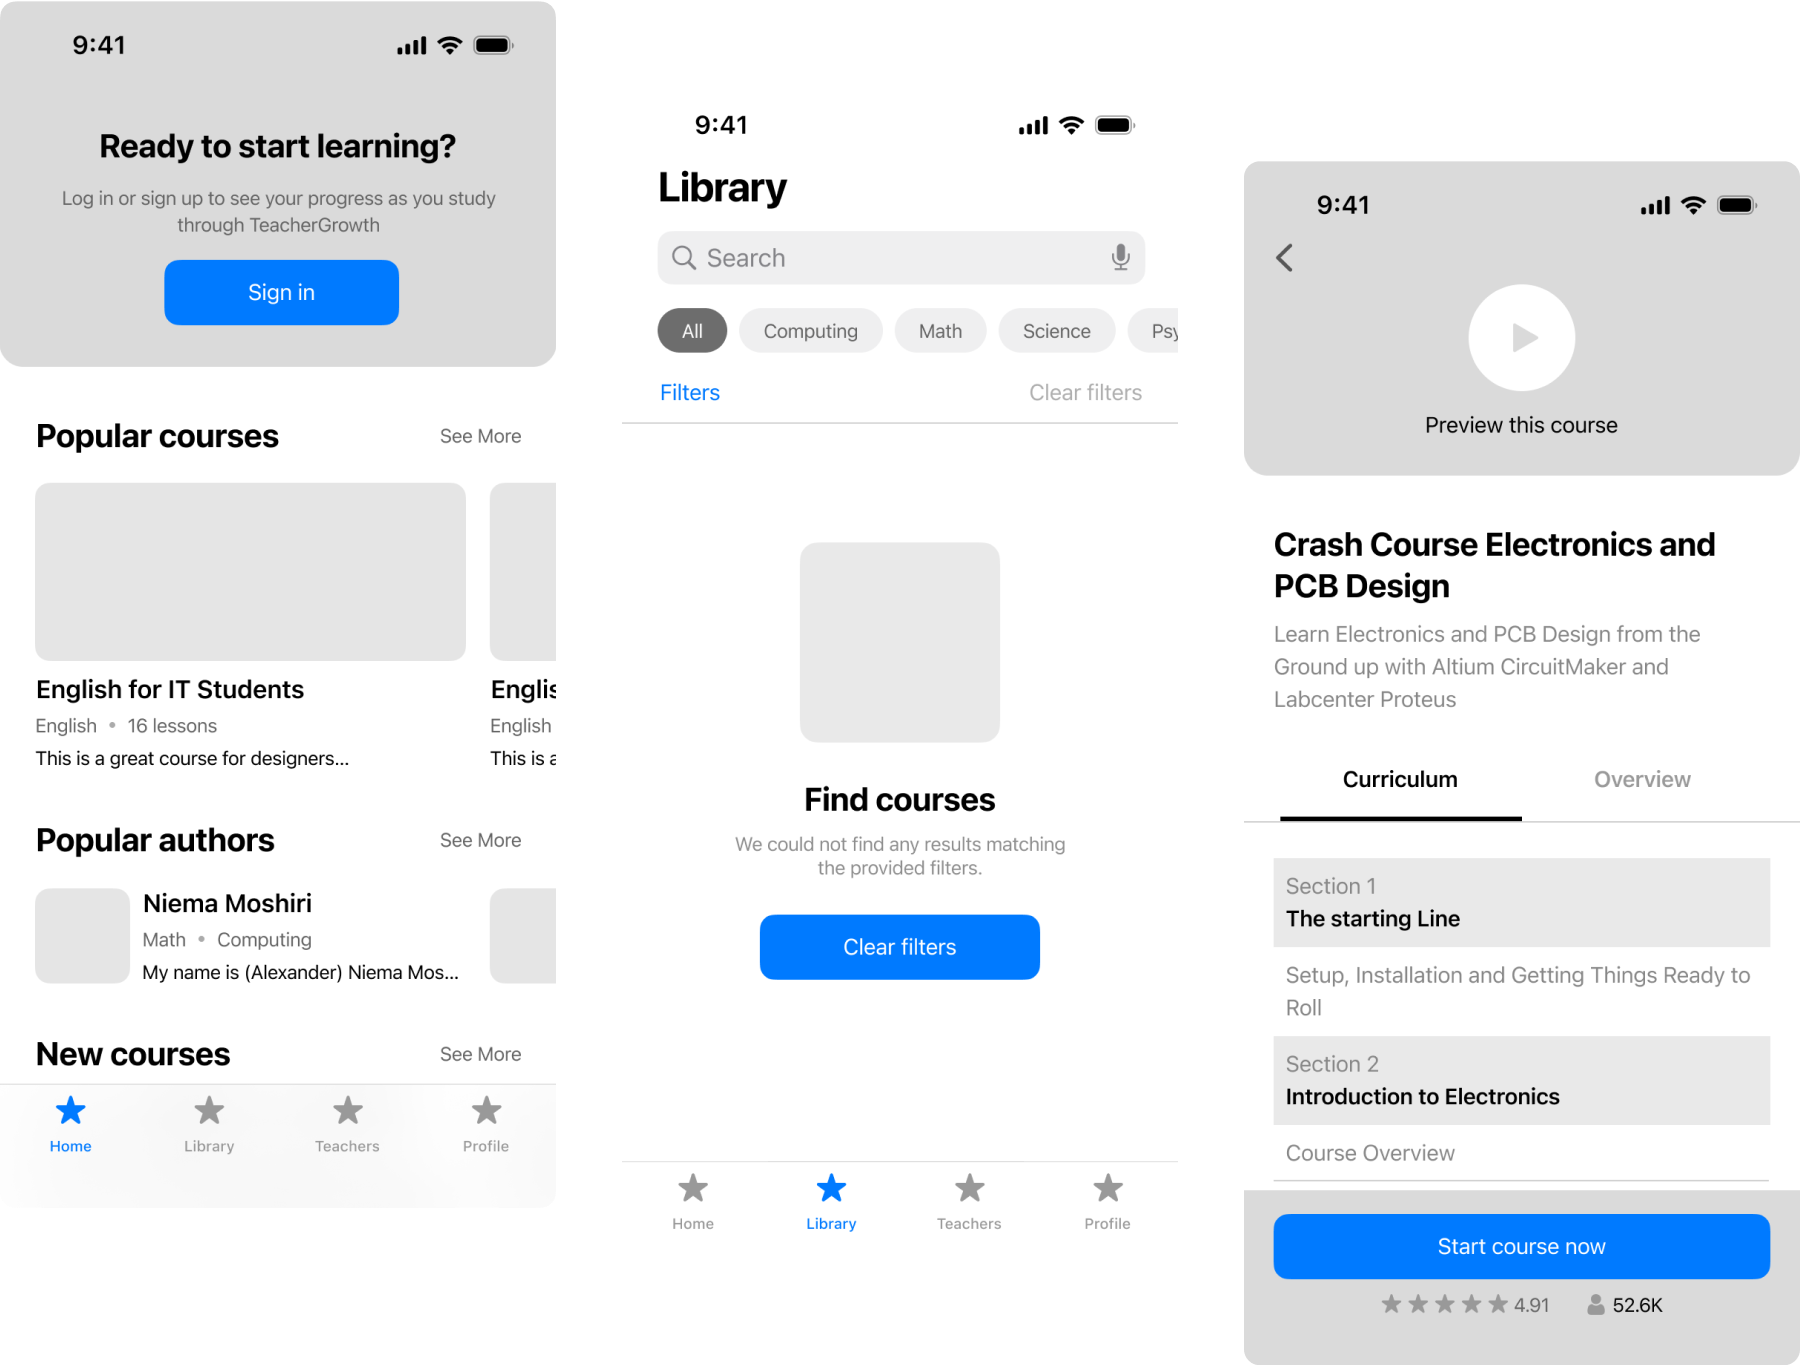 9:41
Ready to start learning?
Log in or sign up to see your progress as you study
through TeacherGrowth
Sign in
Popular courses
See More
English for IT Students
English • 16 lessons
This is a great course for designers...
Englis
English
This is a
Popular authors
See More
Niema Moshiri
Math • Computing
My name is (Alexander) Niema Mos...
New courses
See More
Home
Library
Teachers
Profile
9:41
Library
Search
All
Computing
Math
Science
Psy
Filters
Clear filters
Find courses
We could not find any results matching
the provided filters.
Clear filters
Home
Library
Teachers
Profile
9:41
Preview this course
Crash Course Electronics and
PCB Design
Learn Electronics and PCB Design from the
Ground up with Altium CircuitMaker and
Labcenter Proteus
Curriculum
Overview
Section 1
The starting Line
Setup, Installation and Getting Things Ready to
Roll
Section 2
Introduction to Electronics
Course Overview
Start course now
4.91
52.6K